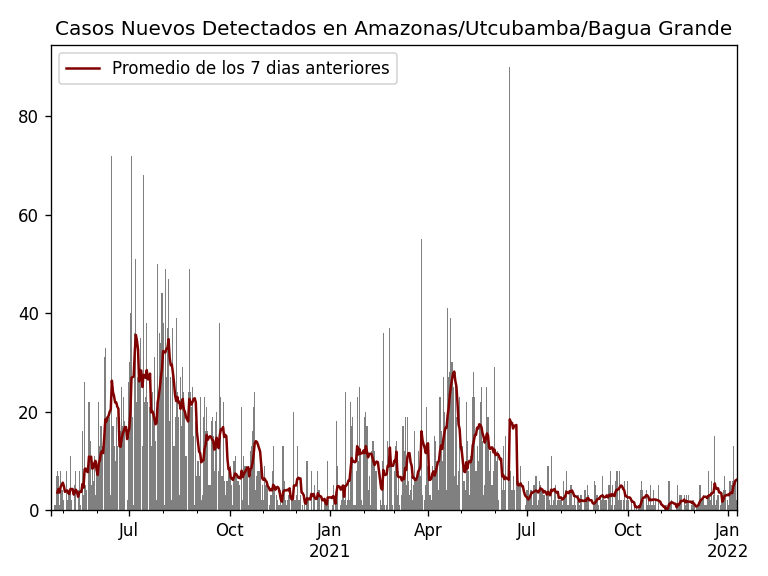 Casos Nuevos Detectados en Amazonas/Utcubamba/Bagua Grande
Promedio de los 7 dias anteriores
80
60
40
20
0
Jul Oct Jan Apr Jul Oct Jan
2021 2022